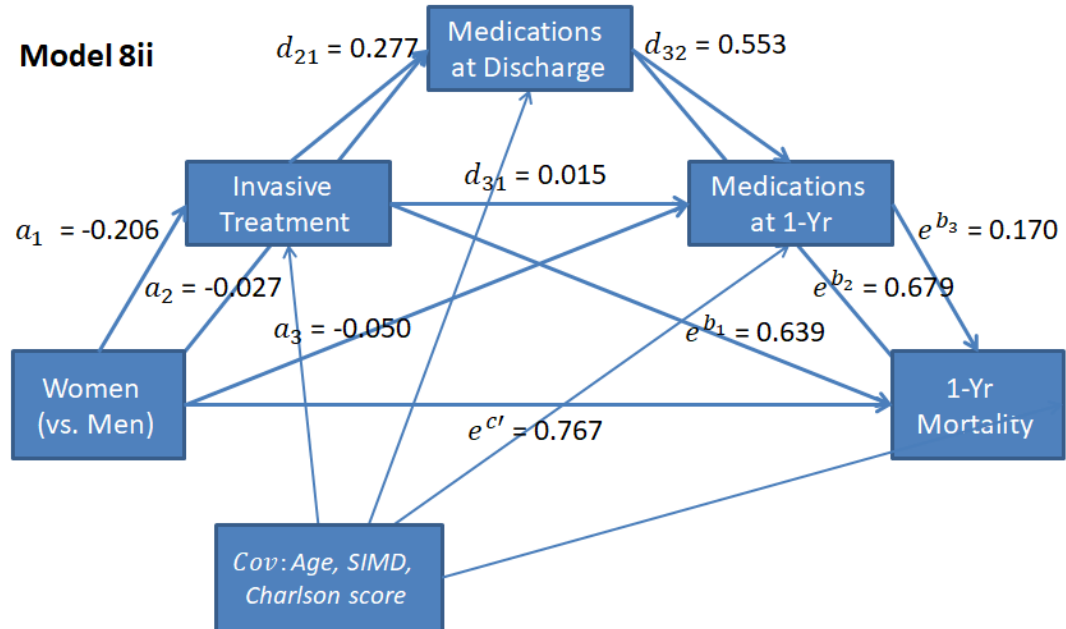 Model 8ii
d₂₁ = 0.277
Medications
at Discharge
d₃₂ = 0.553
Invasive
Treatment
d₃₁ = 0.015
Medications
at 1-Yr
a₁ = -0.206
e^{b₃} = 0.170
a₂ = -0.027
e^{b₂} = 0.679
a₃ = -0.050
e^{b₁} = 0.639
Women
(vs. Men)
e^{c′} = 0.767
1-Yr
Mortality
Cov: Age, SIMD,
Charlson score